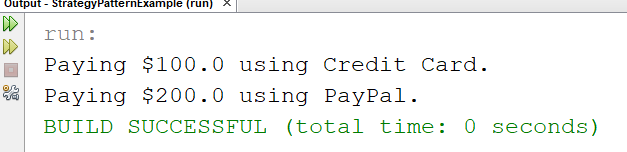 Output - StrategyPatternExample (run) ×
run:
Paying $100.0 using Credit Card.
Paying $200.0 using PayPal.
BUILD SUCCESSFUL (total time: 0 seconds)